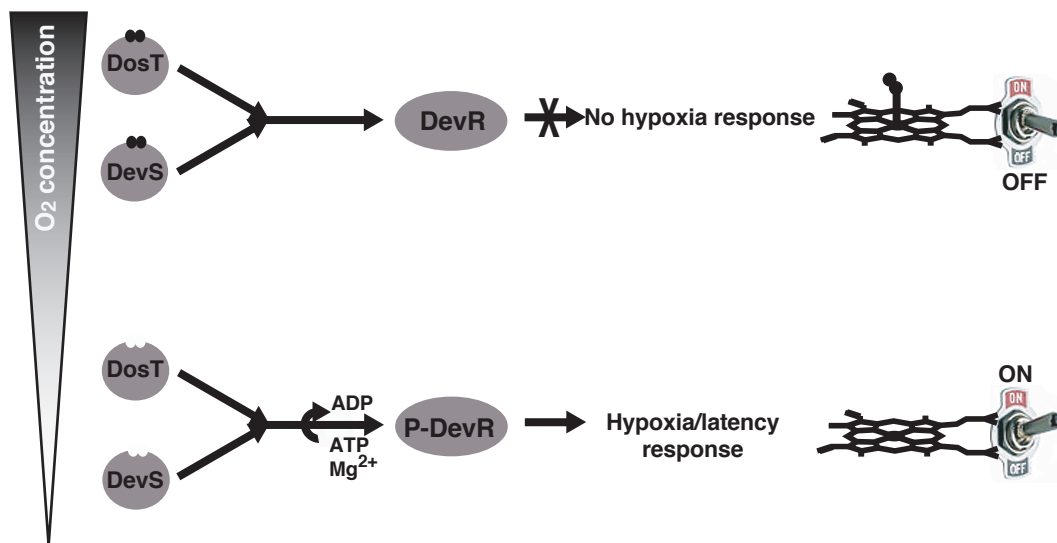 O2 concentration
DosT
DevS
DevR
No hypoxia response
ON
OFF
OFF
DosT
DevS
ADP
ATP
Mg2+
P-DevR
Hypoxia/latency
response
ON
ON
OFF